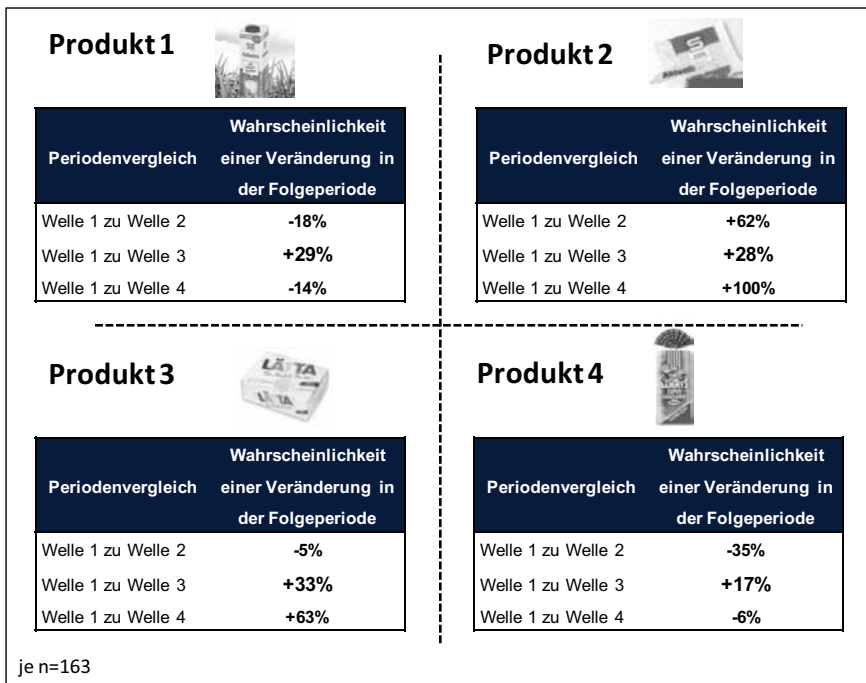 Produkt 1
Periodenvergleich
Wahrscheinlichkeit
einer Veränderung in
der Folgeperiode
Welle 1 zu Welle 2 -18%
Welle 1 zu Welle 3 +29%
Welle 1 zu Welle 4 -14%
Produkt 2
Periodenvergleich
Wahrscheinlichkeit
einer Veränderung in
der Folgeperiode
Welle 1 zu Welle 2 +62%
Welle 1 zu Welle 3 +28%
Welle 1 zu Welle 4 +100%
Produkt 3
LÄTTA
LÄTTA
Periodenvergleich
Wahrscheinlichkeit
einer Veränderung in
der Folgeperiode
Welle 1 zu Welle 2 -5%
Welle 1 zu Welle 3 +33%
Welle 1 zu Welle 4 +63%
Produkt 4
Periodenvergleich
Wahrscheinlichkeit
einer Veränderung in
der Folgeperiode
Welle 1 zu Welle 2 -35%
Welle 1 zu Welle 3 +17%
Welle 1 zu Welle 4 -6%
je n=163